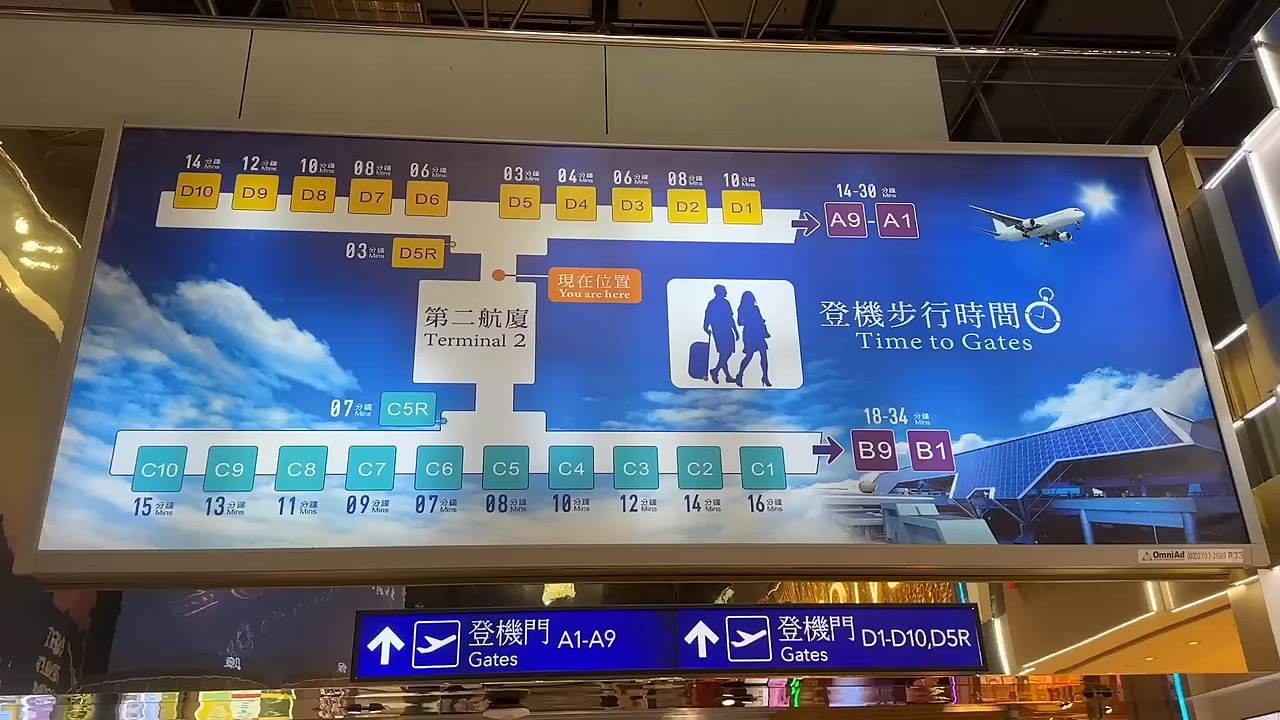 14 分鐘 Mins 12 分鐘 Mins 10 分鐘 Mins 08 分鐘 Mins 06 分鐘 Mins 03 分鐘 Mins 04 分鐘 Mins 06 分鐘 Mins 08 分鐘 Mins 10 分鐘 Mins
D10 D9 D8 D7 D6 D5 D4 D3 D2 D1
14-30 分鐘 Mins
A9 - A1
03 分鐘 Mins D5R
現在位置
You are here
第二航廈
Terminal 2
登機步行時間
Time to Gates
07 分鐘 Mins C5R
18-34 分鐘 Mins
B9 B1
C10 C9 C8 C7 C6 C5 C4 C3 C2 C1
15 分鐘 Mins 13 分鐘 Mins 11 分鐘 Mins 09 分鐘 Mins 07 分鐘 Mins 08 分鐘 Mins 10 分鐘 Mins 12 分鐘 Mins 14 分鐘 Mins 16 分鐘 Mins
OmniAd (02)2707-2699 R33
登機門 A1-A9
Gates
登機門 D1-D10,D5R
Gates